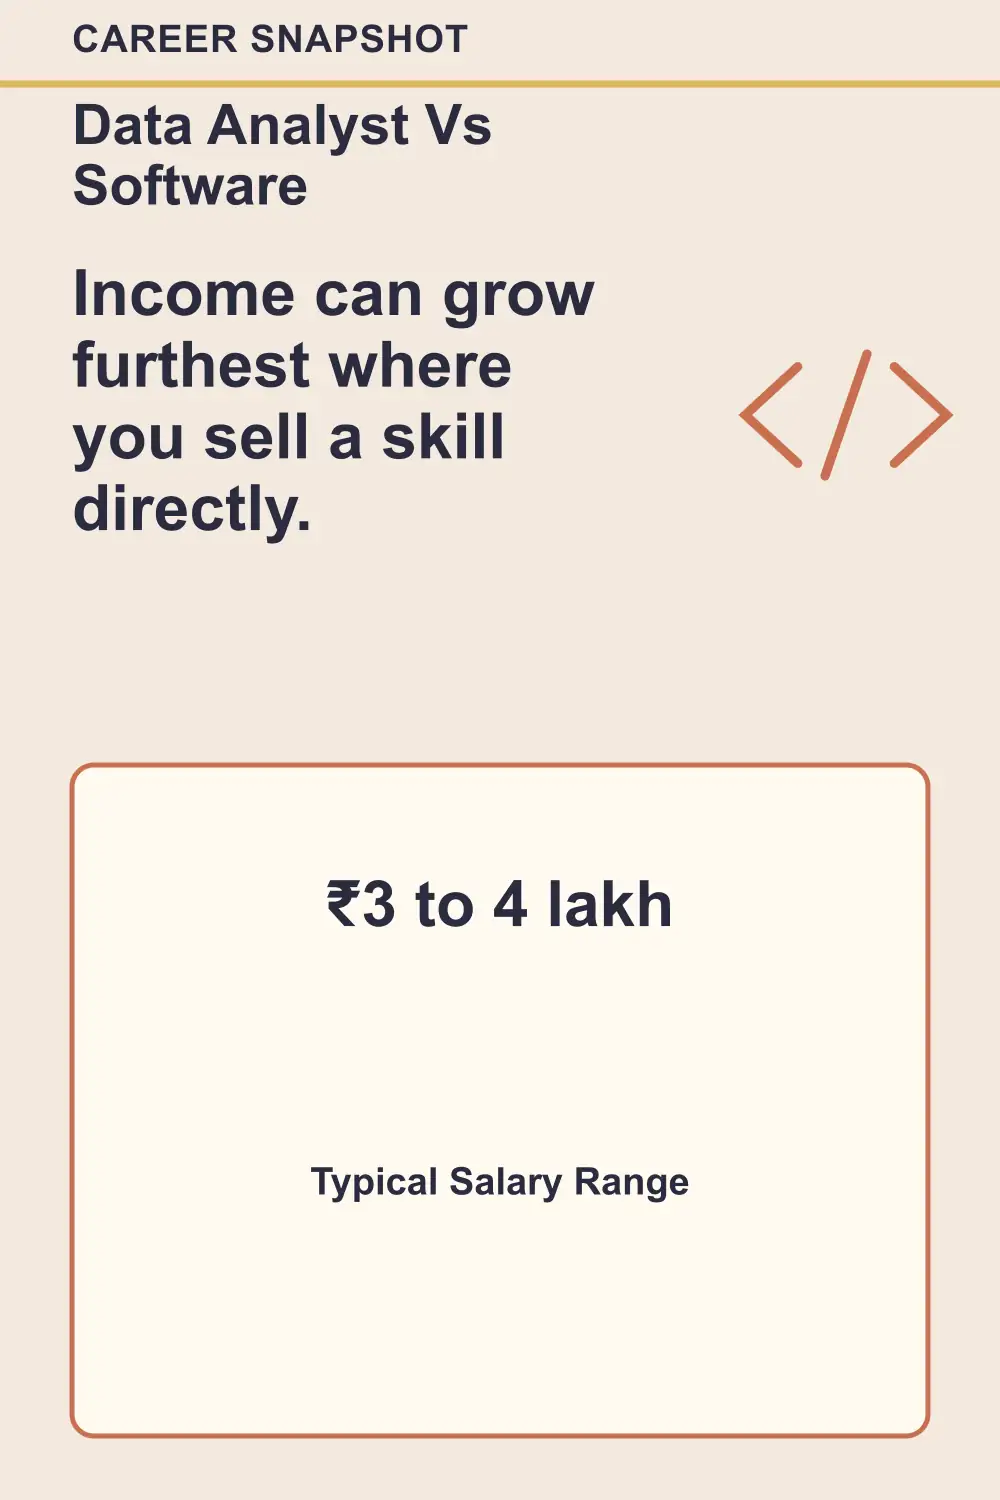 CAREER SNAPSHOT
Data Analyst Vs
Software
Income can grow
furthest where
you sell a skill
directly.
₹3 to 4 lakh
Typical Salary Range